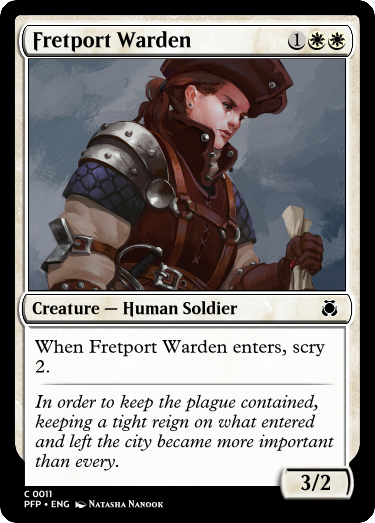 Fretport Warden 1
Creature — Human Soldier
When Fretport Warden enters, scry
2.
In order to keep the plague contained,
keeping a tight reign on what entered
and left the city became more important
than every.
3/2
C 0011
PFP • ENG Natasha Nanook